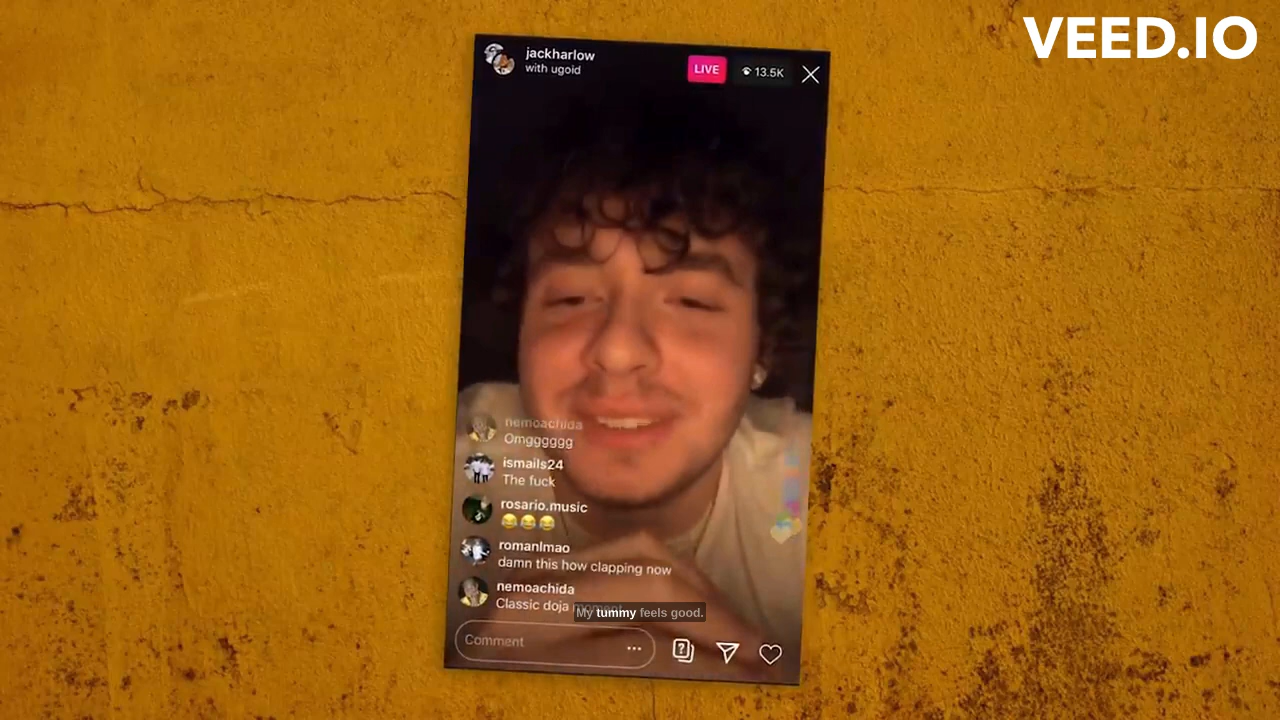 VEED.IO
jackharlow
with ugoid
LIVE
13.5K
nemoachida
Omgggggg
ismails24
The fuck
rosario.music
😂😂😂
romanlmao
damn this how clapping now
nemoachida
Classic doja moment
My tummy feels good.
Comment